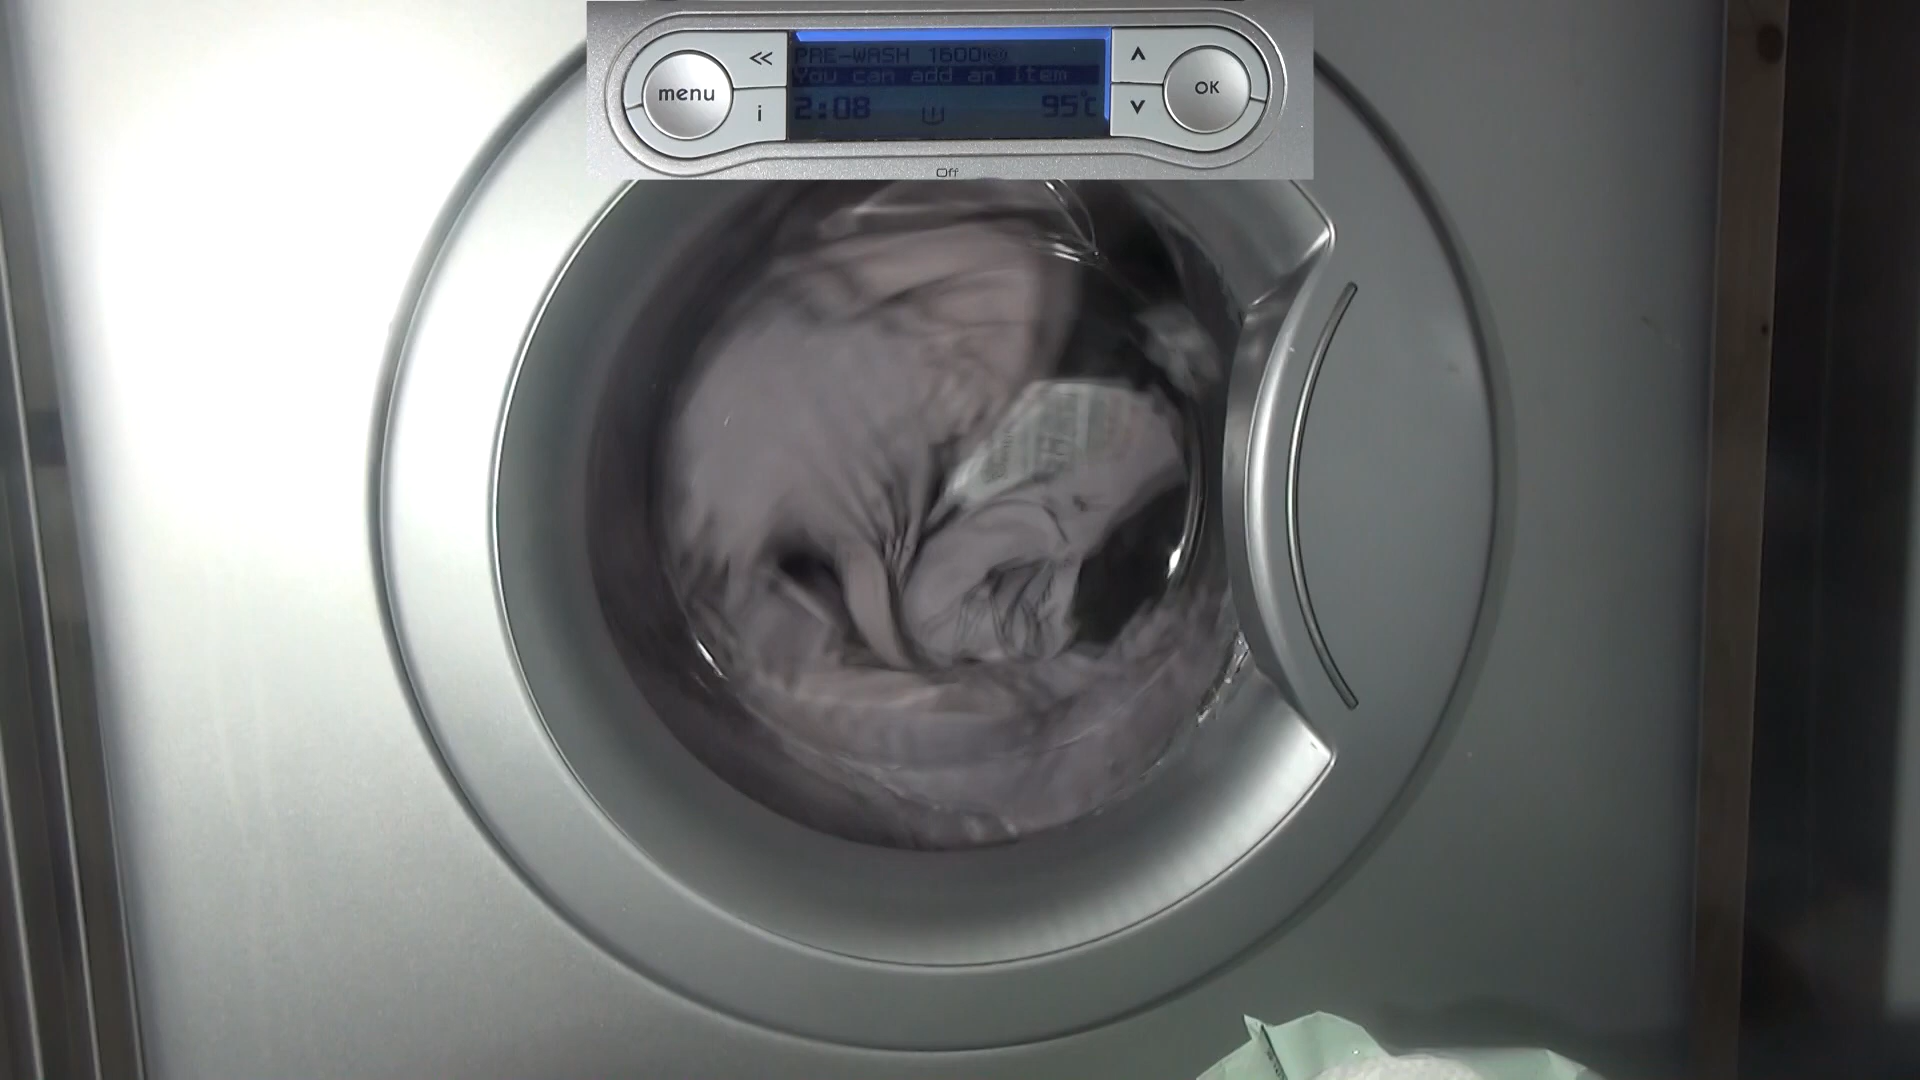 menu
<<
i
PRE-WASH 1600
You can add an item
2:08
95°c
OK
Off